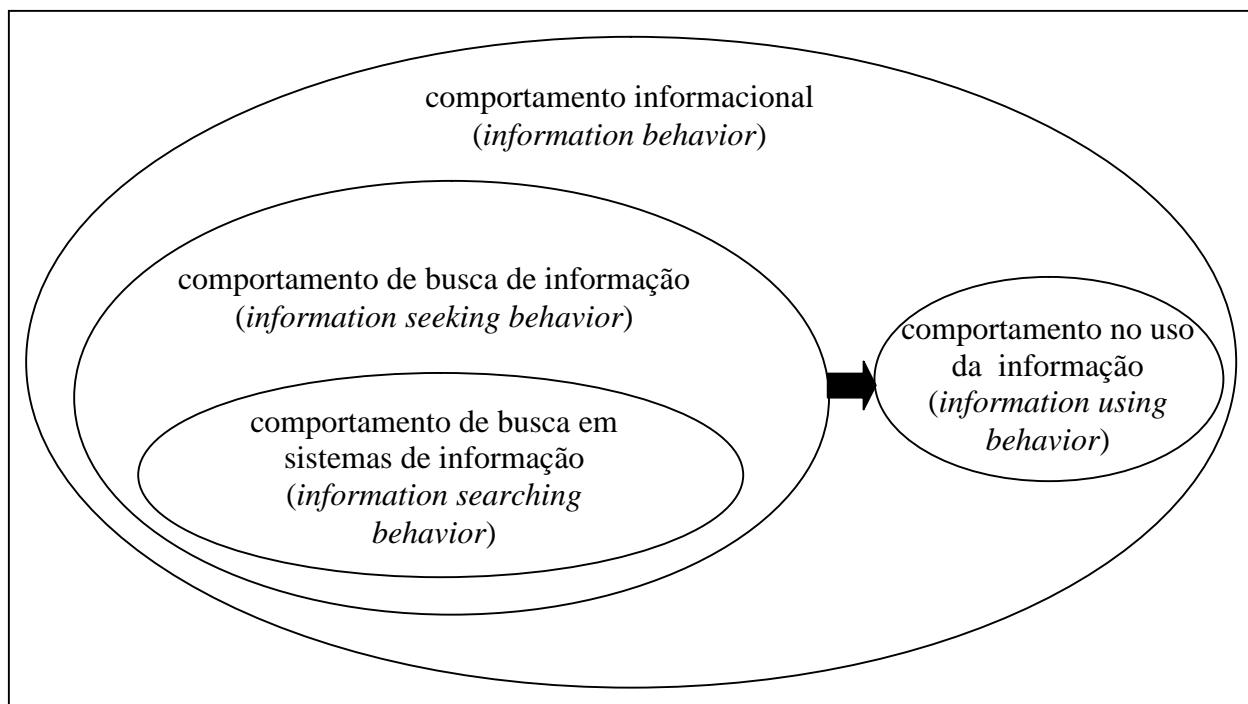 comportamento informacional
(information behavior)
comportamento de busca de informação
(information seeking behavior)
comportamento de busca em
sistemas de informação
(information searching
behavior)
comportamento no uso
da informação
(information using
behavior)